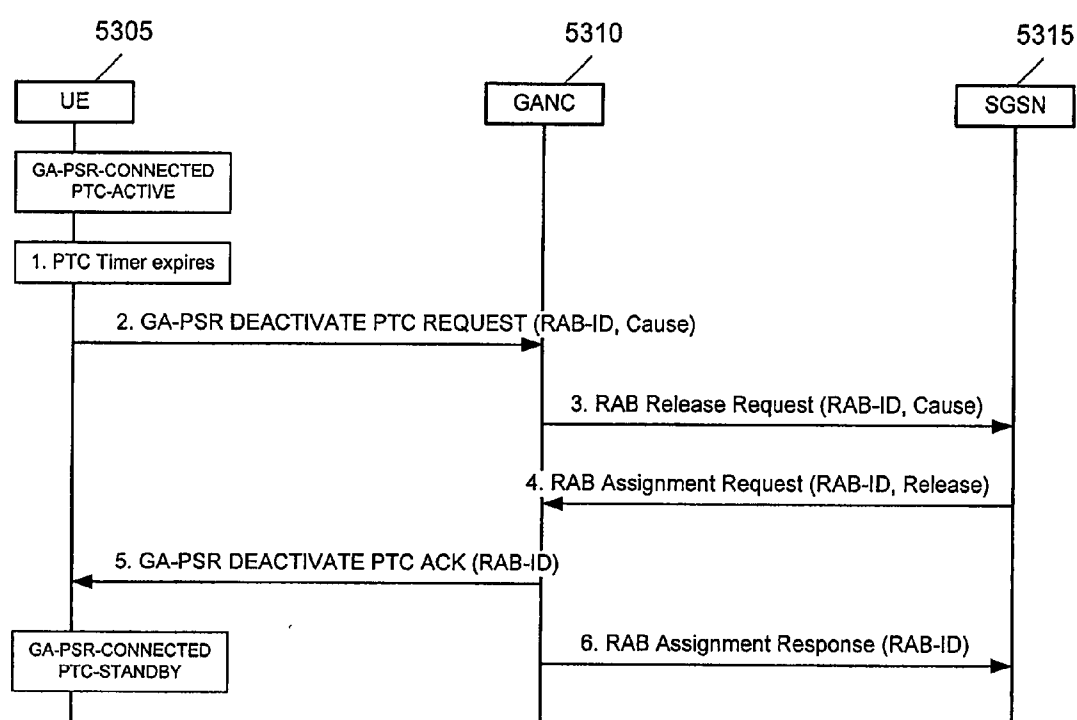 5305
5310
5315
UE
GANC
SGSN
GA-PSR-CONNECTED
PTC-ACTIVE
1. PTC Timer expires
2. GA-PSR DEACTIVATE PTC REQUEST (RAB-ID, Cause)
3. RAB Release Request (RAB-ID, Cause)
4. RAB Assignment Request (RAB-ID, Release)
5. GA-PSR DEACTIVATE PTC ACK (RAB-ID)
GA-PSR-CONNECTED
PTC-STANDBY
6. RAB Assignment Response (RAB-ID)